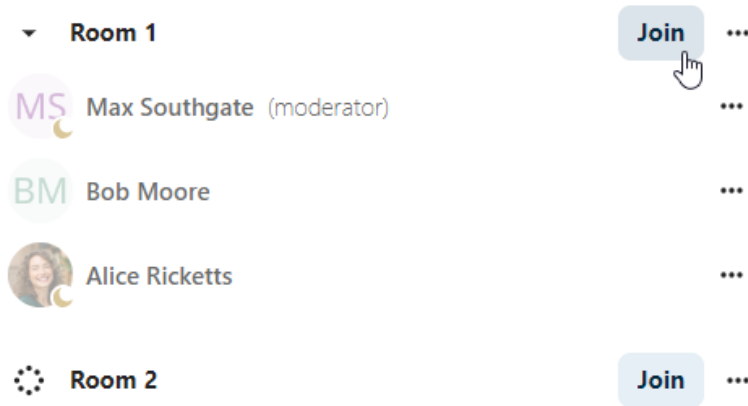 Room 1 Join
MS Max Southgate (moderator)
BM Bob Moore
Alice Ricketts
Room 2 Join